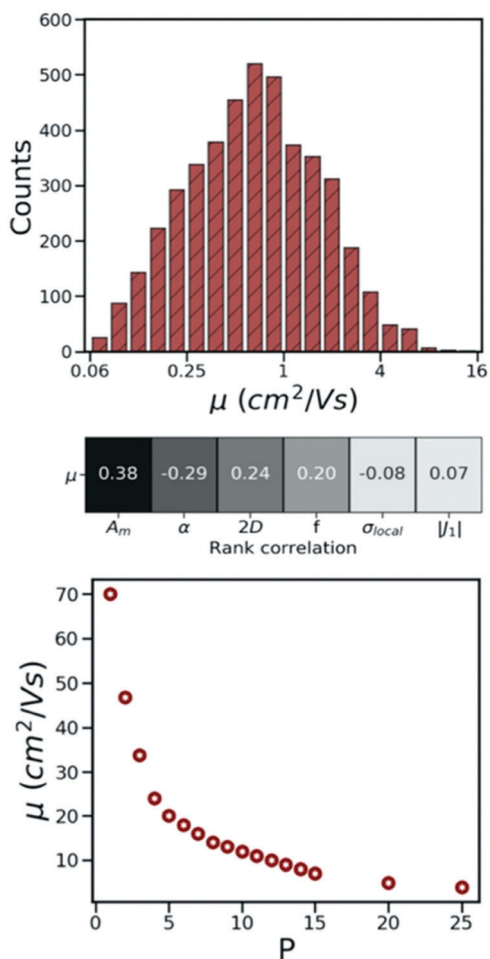 600
500
400
300
200
100
0
Counts
0.06 0.25 1 4 16
μ (cm²/Vs)
μ 0.38 -0.29 0.24 0.20 -0.08 0.07
A_m α 2D f σ_local |J_1|
Rank correlation
70
60
50
40
30
20
10
μ (cm²/Vs)
0 5 10 15 20 25
P